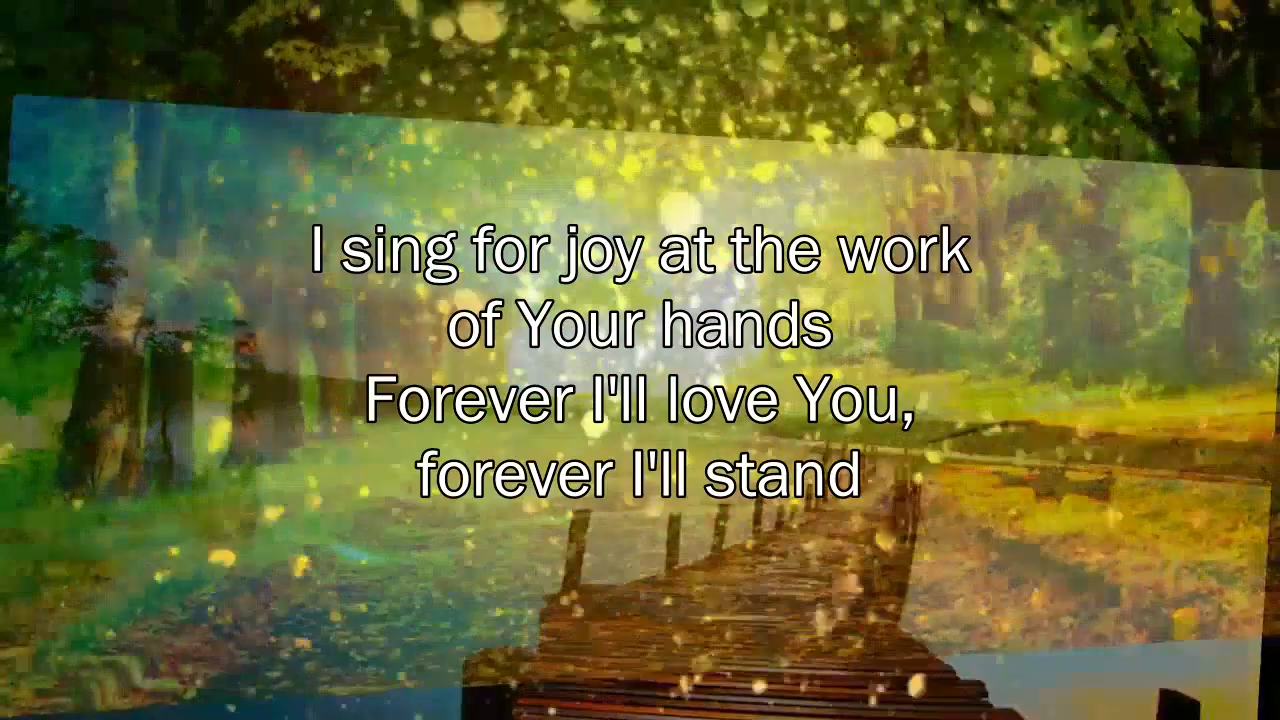 I sing for joy at the work
of Your hands
Forever I'll love You,
forever I'll stand